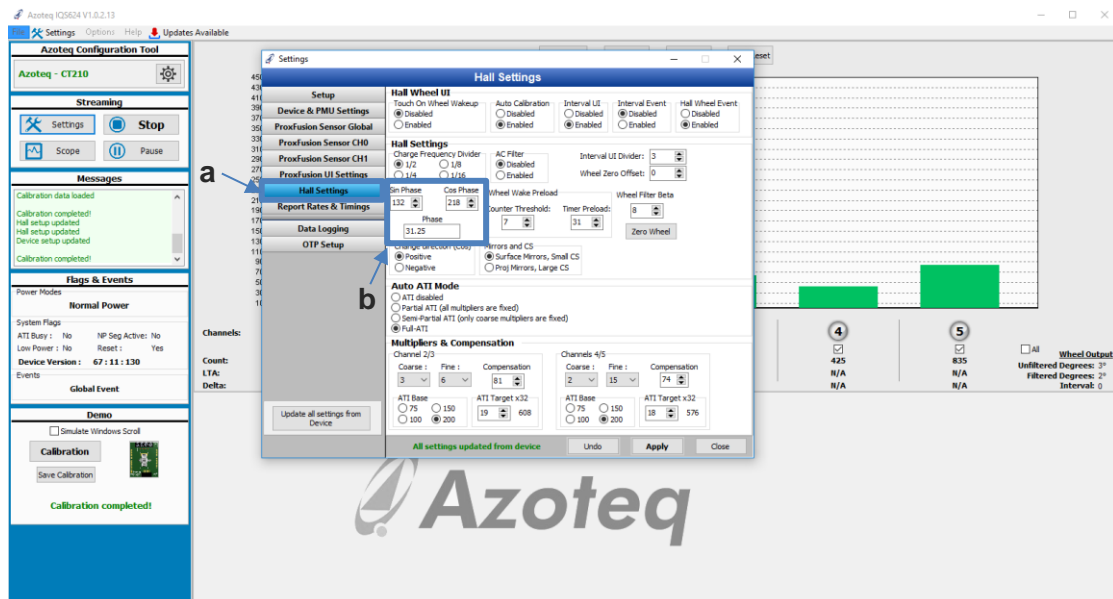 Azoteq IQS624 V1.0.2.13
File Settings Options Help Updates Available
Azoteq Configuration Tool
Azoteq - CT210
Streaming
Settings Stop
Scope Pause
Messages
Calibration data loaded
Calibration completed!
Hall setup updated
Hall setup updated
Device setup updated
Calibration completed!
Flags & Events
Power Modes
Normal Power
System Flags
ATI Busy : No NP Seg Active: No
Low Power : No Reset : Yes
Device Version : 67 : 11 : 130
Events
Global Event
Demo
Simulate Windows Scroll
Calibration
Save Calibration
Calibration completed!
a
b
Settings
Hall Settings
Setup
Device & PMU Settings
ProxFusion Sensor Global
ProxFusion Sensor CH0
ProxFusion Sensor CH1
ProxFusion UI Settings
Hall Settings
Report Rates & Timings
Data Logging
OTP Setup
Update all settings from
Device
Hall Wheel UI
Touch On Wheel Wakeup Auto Calibration Interval UI Interval Event Hall Wheel Event
Disabled Disabled Disabled Disabled Disabled
Enabled Enabled Enabled Enabled Enabled
Hall Settings
Charge Frequency Divider AC Filter Interval UI Divider: 3
1/2 1/8 Disabled
1/4 1/16 Enabled Wheel Zero Offset: 0
Sin Phase Cos Phase Wheel Wake Preload Wheel Filter Beta
132 218 Counter Threshold: Timer Preload: 8
Phase 7 31 Zero Wheel
31.25
Change direction (Cos) Mirrors and CS
Positive Surface Mirrors, Small CS
Negative Proj Mirrors, Large CS
Auto ATI Mode
ATI disabled
Partial ATI (all multipliers are fixed)
Semi-Partial ATI (only coarse multipliers are fixed)
Full-ATI
Multipliers & Compensation
Channel 2/3 Channels 4/5
Coarse : Fine : Compensation Coarse : Fine : Compensation
3 6 81 2 15 74
ATI Base ATI Target x32 ATI Base ATI Target x32
75 150 19 608 75 150 18 576
100 200 100 200
All settings updated from device Undo Apply Close
Channels: 4 5
All Wheel Output
Count: 425 835 Unfiltered Degrees: 3°
LTA: N/A N/A Filtered Degrees: 2°
Delta: N/A N/A Interval: 0
Azoteq